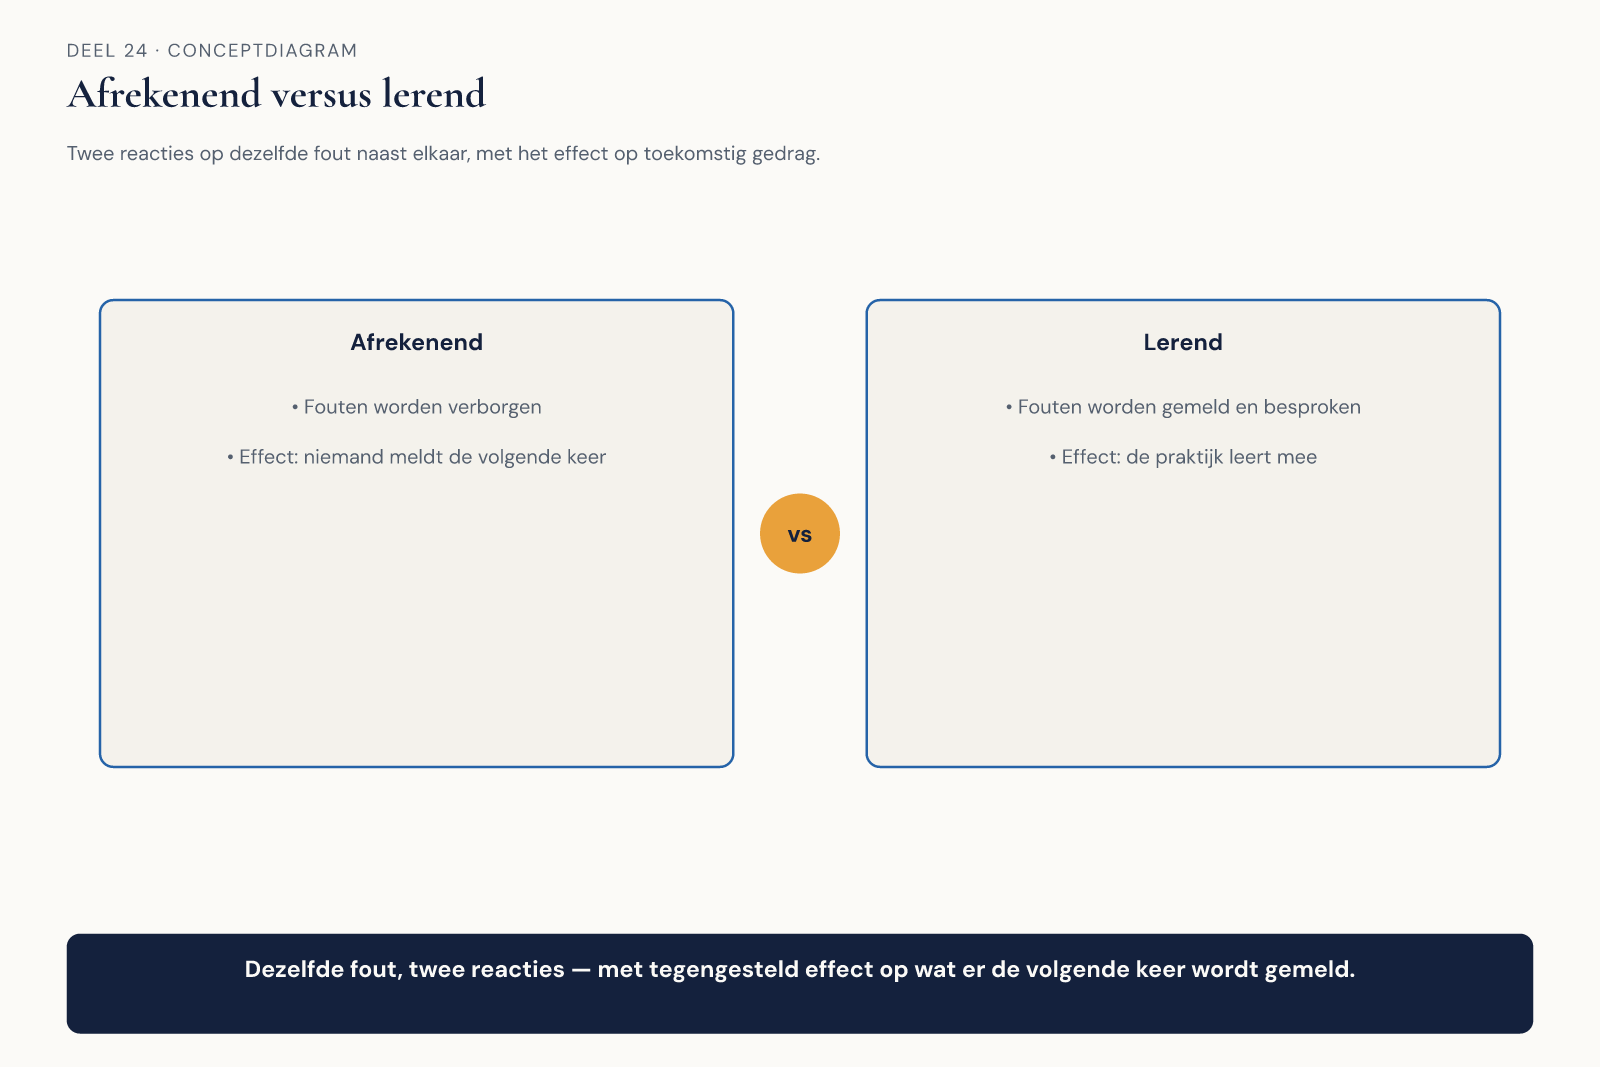 DEEL 24 · CONCEPTDIAGRAM
Afrekenend versus lerend
Twee reacties op dezelfde fout naast elkaar, met het effect op toekomstig gedrag.
Afrekenend
• Fouten worden verborgen
• Effect: niemand meldt de volgende keer
vs
Lerend
• Fouten worden gemeld en besproken
• Effect: de praktijk leert mee
Dezelfde fout, twee reacties — met tegengesteld effect op wat er de volgende keer wordt gemeld.